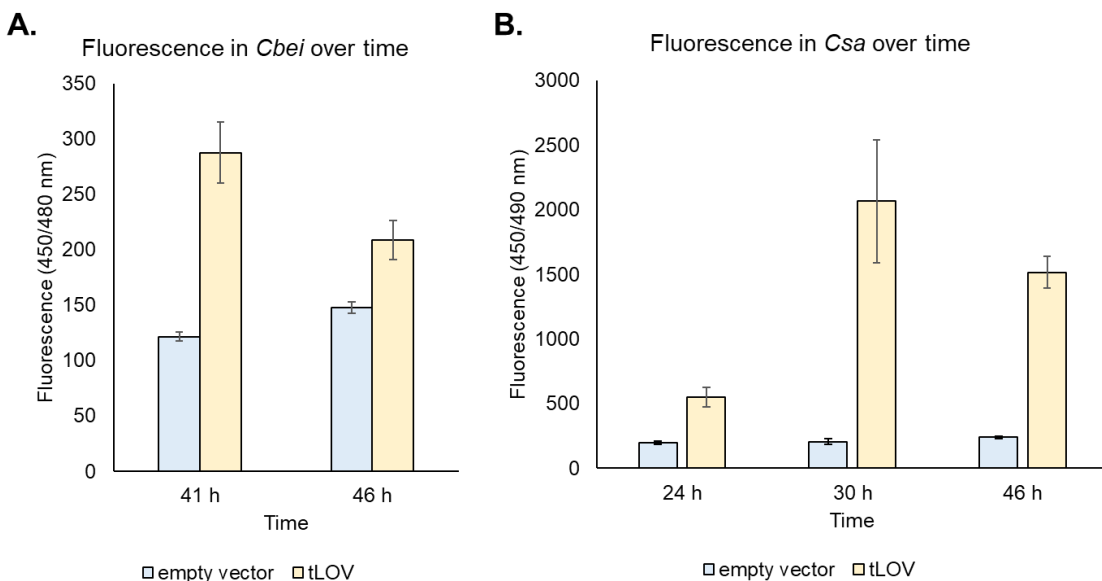 A.
Fluorescence in Cbei over time
Fluorescence (450/480 nm)
350
300
250
200
150
100
50
0
41 h
46 h
Time
empty vector
tLOV
B.
Fluorescence in Csa over time
Fluorescence (450/490 nm)
3000
2500
2000
1500
1000
500
0
24 h
30 h
46 h
Time
empty vector
tLOV